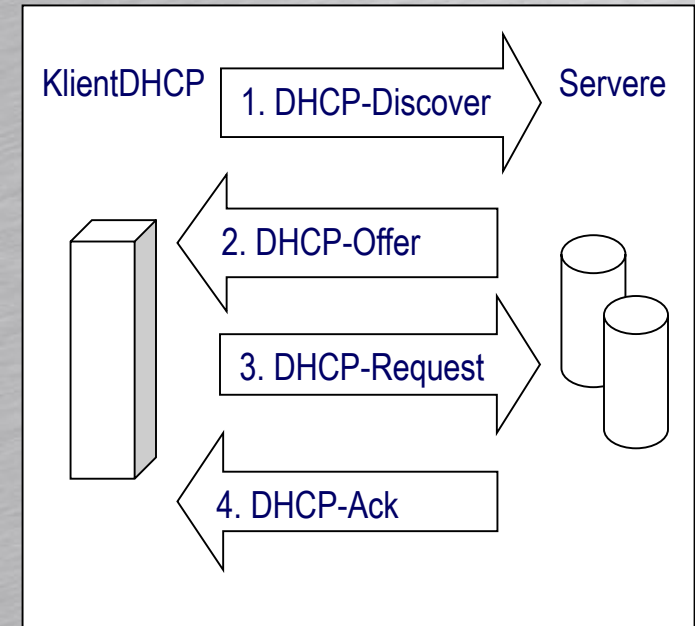 KlientDHCP
1. DHCP-Discover
Servere
2. DHCP-Offer
3. DHCP-Request
4. DHCP-Ack